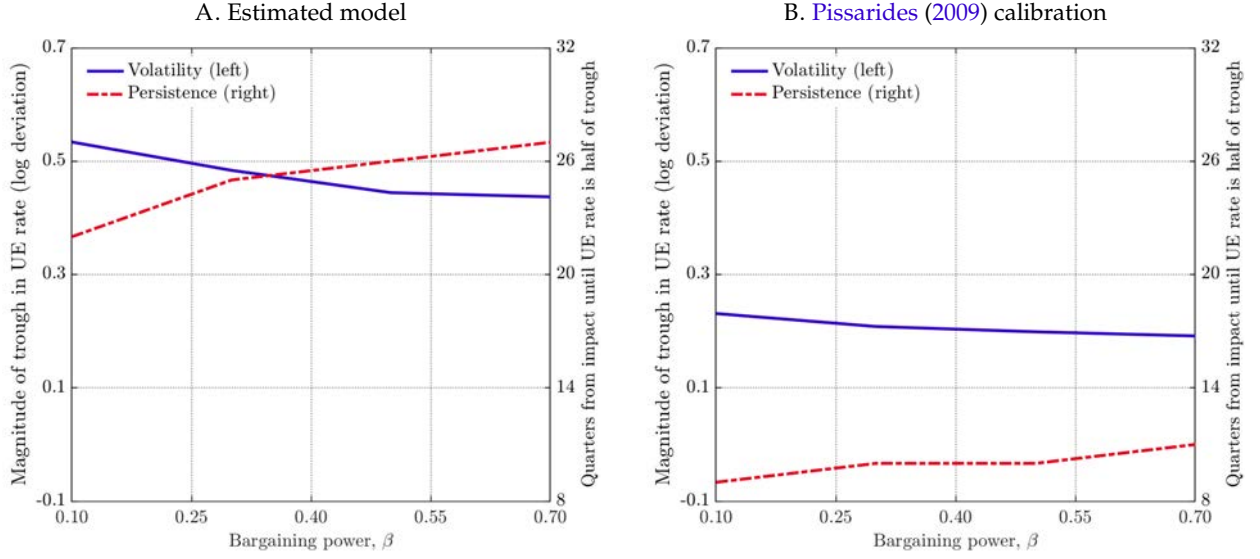 A. Estimated model
Magnitude of trough in UE rate (log deviation)
0.7
0.5
0.3
0.1
-0.1
Volatility (left)
Persistence (right)
32
26
20
14
8
Quarters from impact until UE rate is half of trough
0.10 0.25 0.40 0.55 0.70
Bargaining power, β
B. Pissarides (2009) calibration
Magnitude of trough in UE rate (log deviation)
0.7
0.5
0.3
0.1
-0.1
Volatility (left)
Persistence (right)
32
26
20
14
8
Quarters from impact until UE rate is half of trough
0.10 0.25 0.40 0.55 0.70
Bargaining power, β